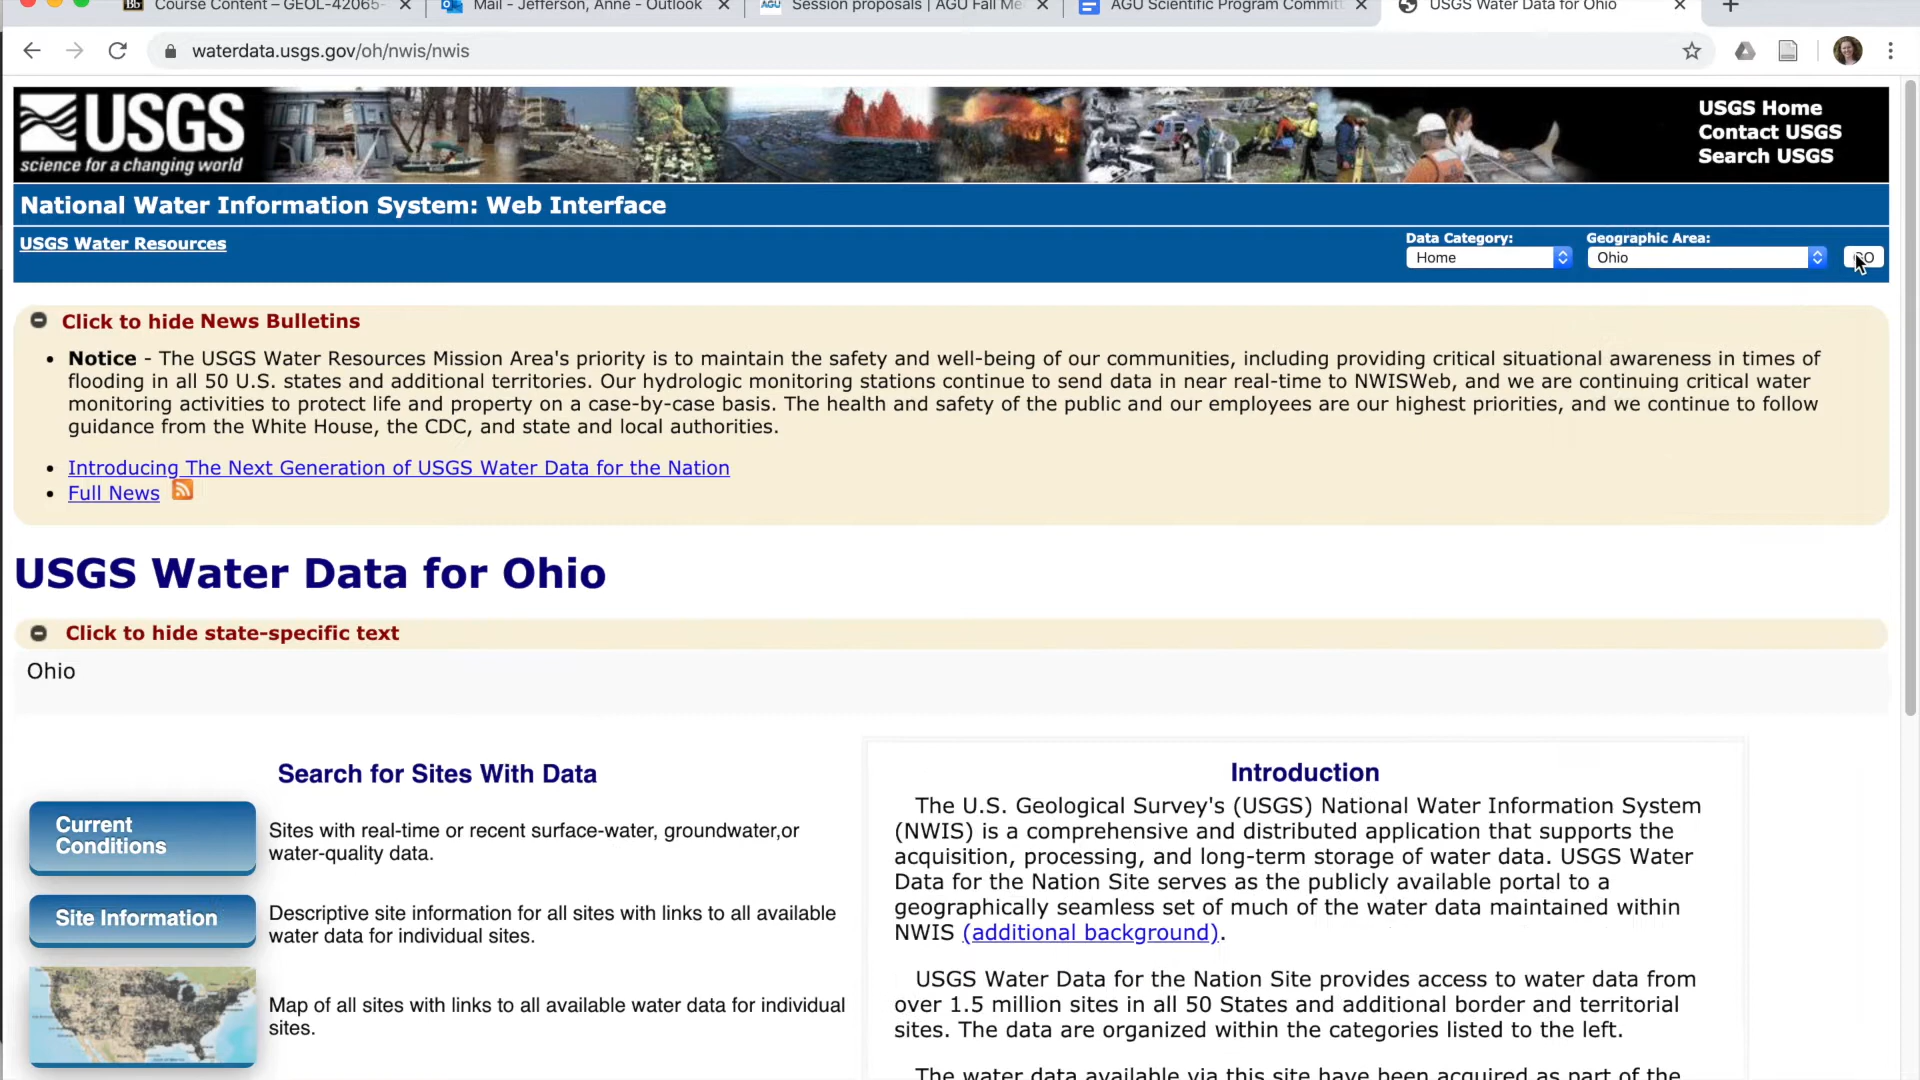 Course Content – GEOL-42065-
Mail - Jefferson, Anne - Outlook
AGU
Session proposals | AGU Fall Me
AGU Scientific Program Committ
USGS Water Data for Ohio
waterdata.usgs.gov/oh/nwis/nwis
USGS
science for a changing world
USGS Home
Contact USGS
Search USGS
National Water Information System: Web Interface
USGS Water Resources
Data Category:
Home
Geographic Area:
Ohio
Click to hide News Bulletins
• Notice - The USGS Water Resources Mission Area's priority is to maintain the safety and well-being of our communities, including providing critical situational awareness in times of
flooding in all 50 U.S. states and additional territories. Our hydrologic monitoring stations continue to send data in near real-time to NWISWeb, and we are continuing critical water
monitoring activities to protect life and property on a case-by-case basis. The health and safety of the public and our employees are our highest priorities, and we continue to follow
guidance from the White House, the CDC, and state and local authorities.
• Introducing The Next Generation of USGS Water Data for the Nation
• Full News
USGS Water Data for Ohio
Click to hide state-specific text
Ohio
Search for Sites With Data
Current
Conditions
Sites with real-time or recent surface-water, groundwater,or
water-quality data.
Site Information
Descriptive site information for all sites with links to all available
water data for individual sites.
Map of all sites with links to all available water data for individual
sites.
Introduction
The U.S. Geological Survey's (USGS) National Water Information System
(NWIS) is a comprehensive and distributed application that supports the
acquisition, processing, and long-term storage of water data. USGS Water
Data for the Nation Site serves as the publicly available portal to a
geographically seamless set of much of the water data maintained within
NWIS (additional background).
USGS Water Data for the Nation Site provides access to water data from
over 1.5 million sites in all 50 States and additional border and territorial
sites. The data are organized within the categories listed to the left.
The water data available via this site have been acquired as part of the